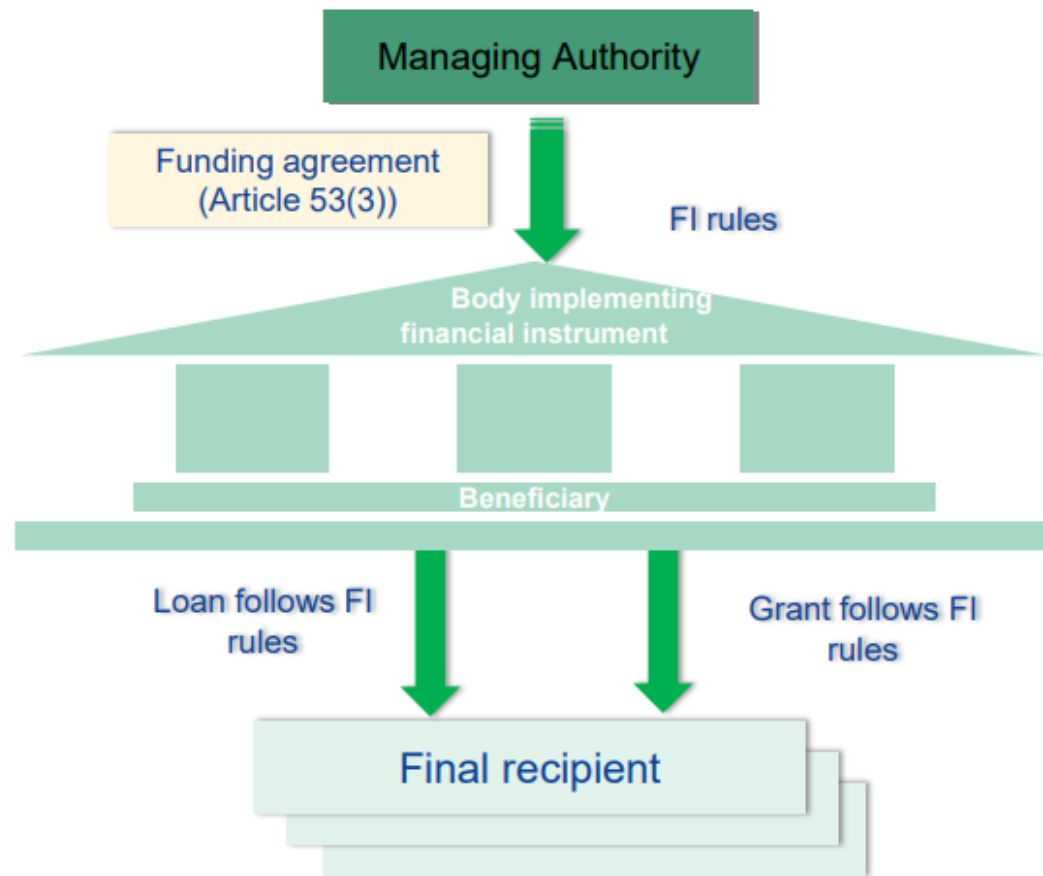 Managing Authority
Funding agreement
(Article 53(3))
FI rules
Body implementing
financial instrument
Beneficiary
Loan follows FI
rules
Grant follows FI
rules
Final recipient